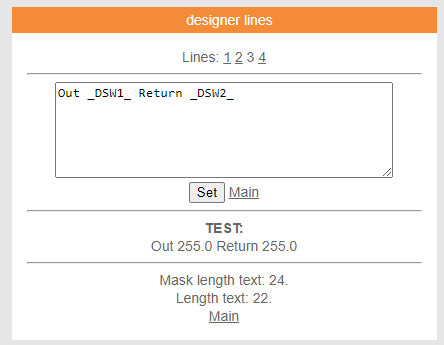 designer lines
Lines: 1 2 3 4
Out _DSW1_ Return _DSW2_
Set Main
TEST:
Out 255.0 Return 255.0
Mask length text: 24.
Length text: 22.
Main